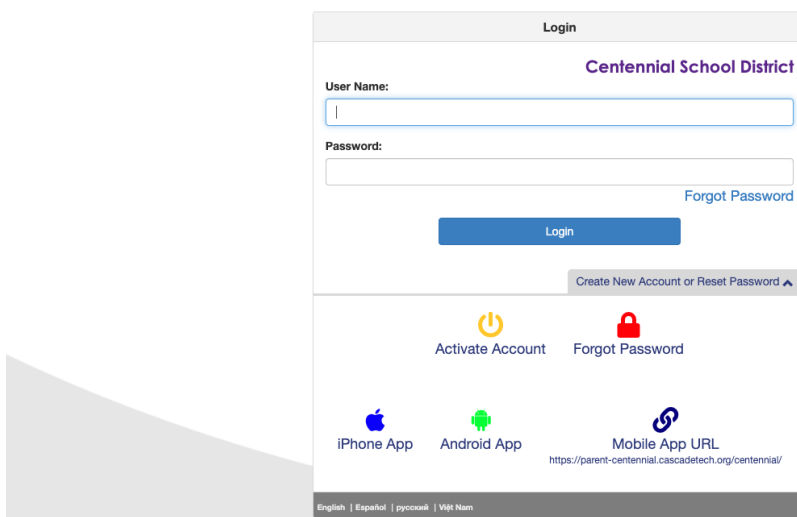 Login
Centennial School District
User Name:
Password:
Forgot Password
Login
Create New Account or Reset Password
Activate Account
Forgot Password
iPhone App
Android App
Mobile App URL
https://parent-centennial.cascadetech.org/centennial/
English | Español | русский | Việt Nam